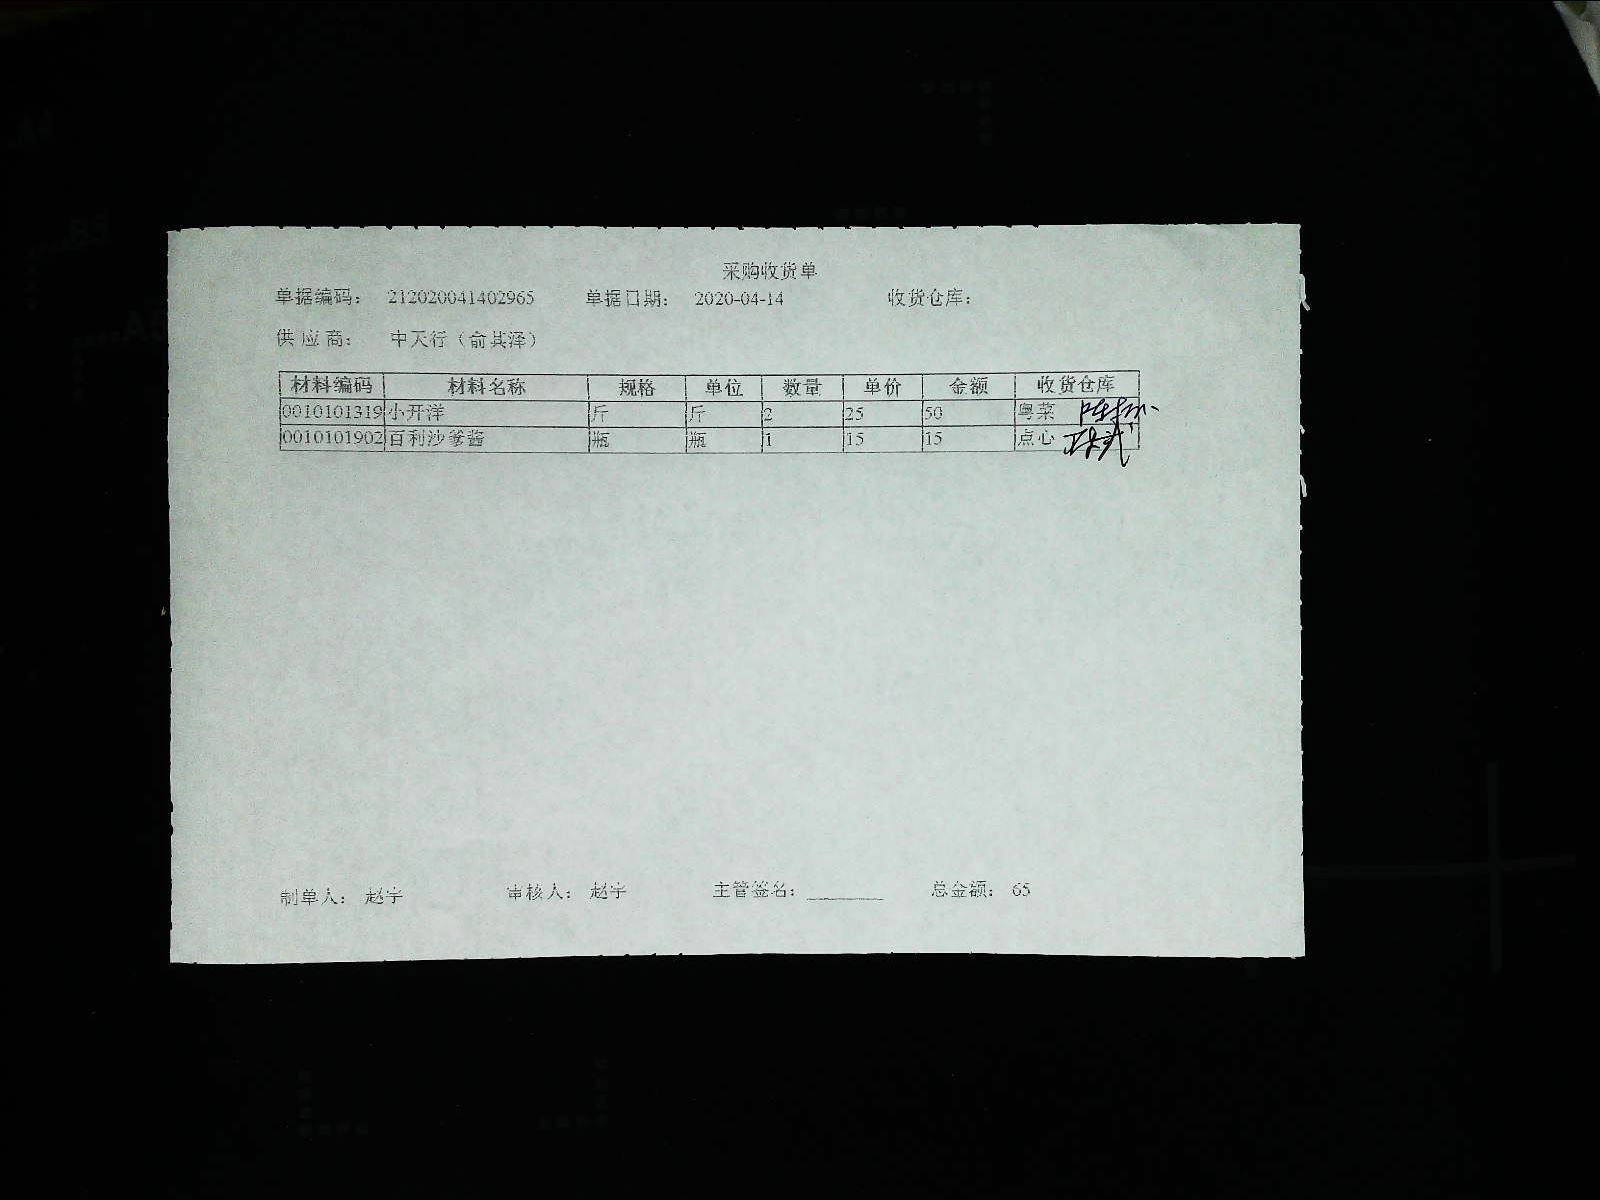 采购收货单
单据编码： 212020041402965 单据日期： 2020-04-14 收货仓库：
供应商： 中天行（俞其泽）
材料编码 材料名称 规格 单位 数量 单价 金额 收货仓库
0010101319 小开洋 斤 斤 2 25 50 粤菜
0010101902 百利沙爹酱 瓶 瓶 1 15 15 点心
制单人： 赵宇 审核人： 赵宇 主管签名： 总金额： 65